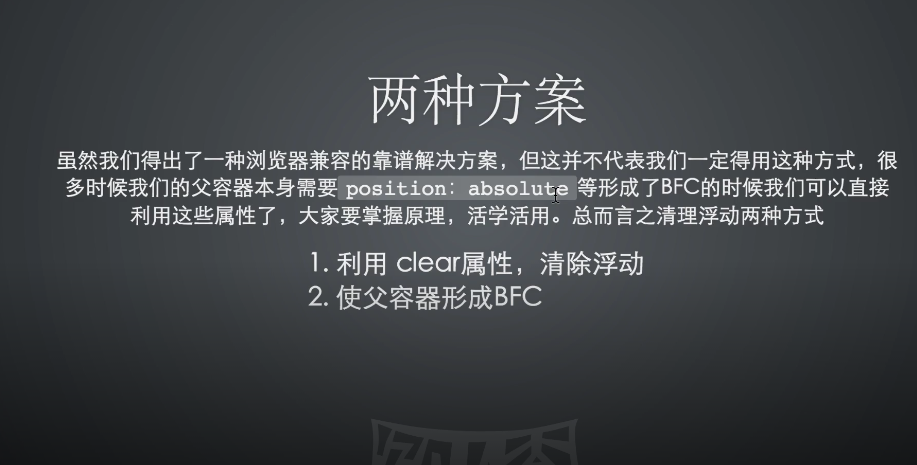 两种方案
虽然我们得出了一种浏览器兼容的靠谱解决方案，但这并不代表我们一定得用这种方式，很
多时候我们的父容器本身需要 position: absolute 等形成了BFC的时候我们可以直接
利用这些属性了，大家要掌握原理，活学活用。总而言之清理浮动两种方式
1. 利用 clear属性，清除浮动
2. 使父容器形成BFC